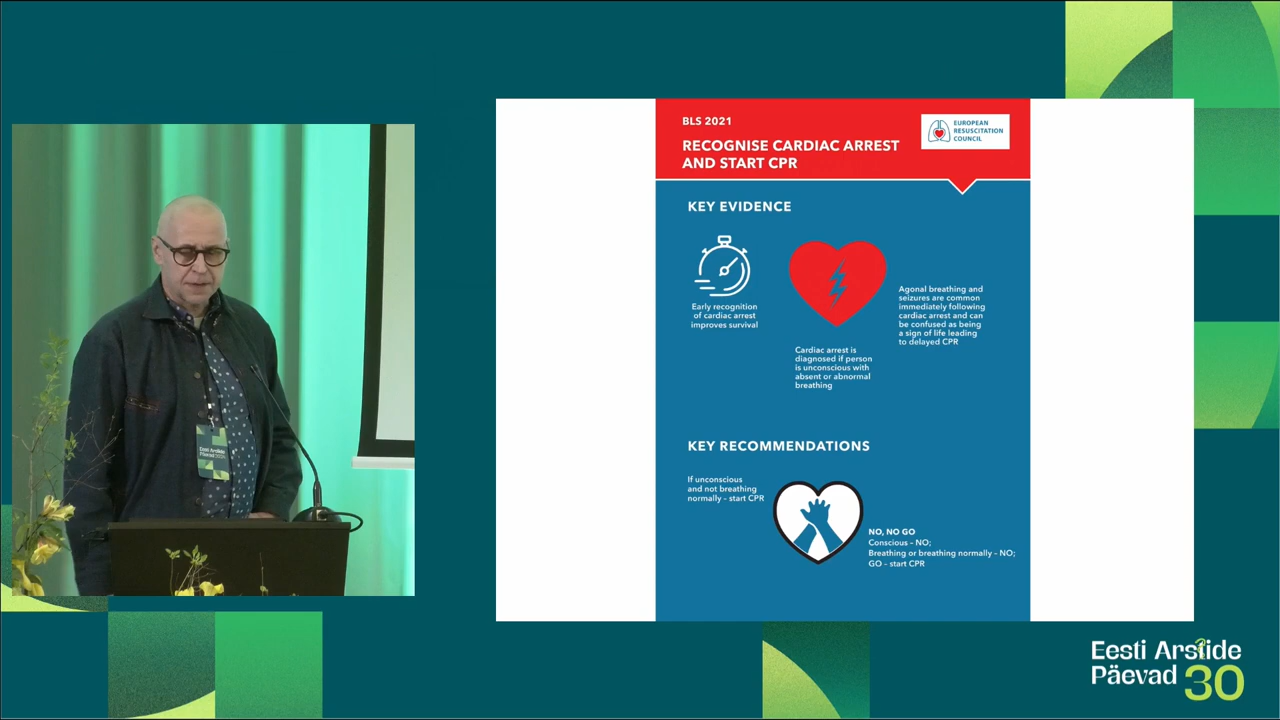 BLS 2021
RECOGNISE CARDIAC ARREST
AND START CPR
EUROPEAN
RESUSCITATION
COUNCIL
KEY EVIDENCE
Early recognition
of cardiac arrest
improves survival
Cardiac arrest is
diagnosed if person
is unconscious with
absent or abnormal
breathing
Agonal breathing and
seizures are common
immediately following
cardiac arrest and can
be confused as being
a sign of life leading
to delayed CPR
KEY RECOMMENDATIONS
If unconscious
and not breathing
normally – start CPR
NO, NO GO
Conscious – NO;
Breathing or breathing normally – NO;
GO – start CPR
Eesti Arstide
Päevad
Eesti Arstide
Päevad 30